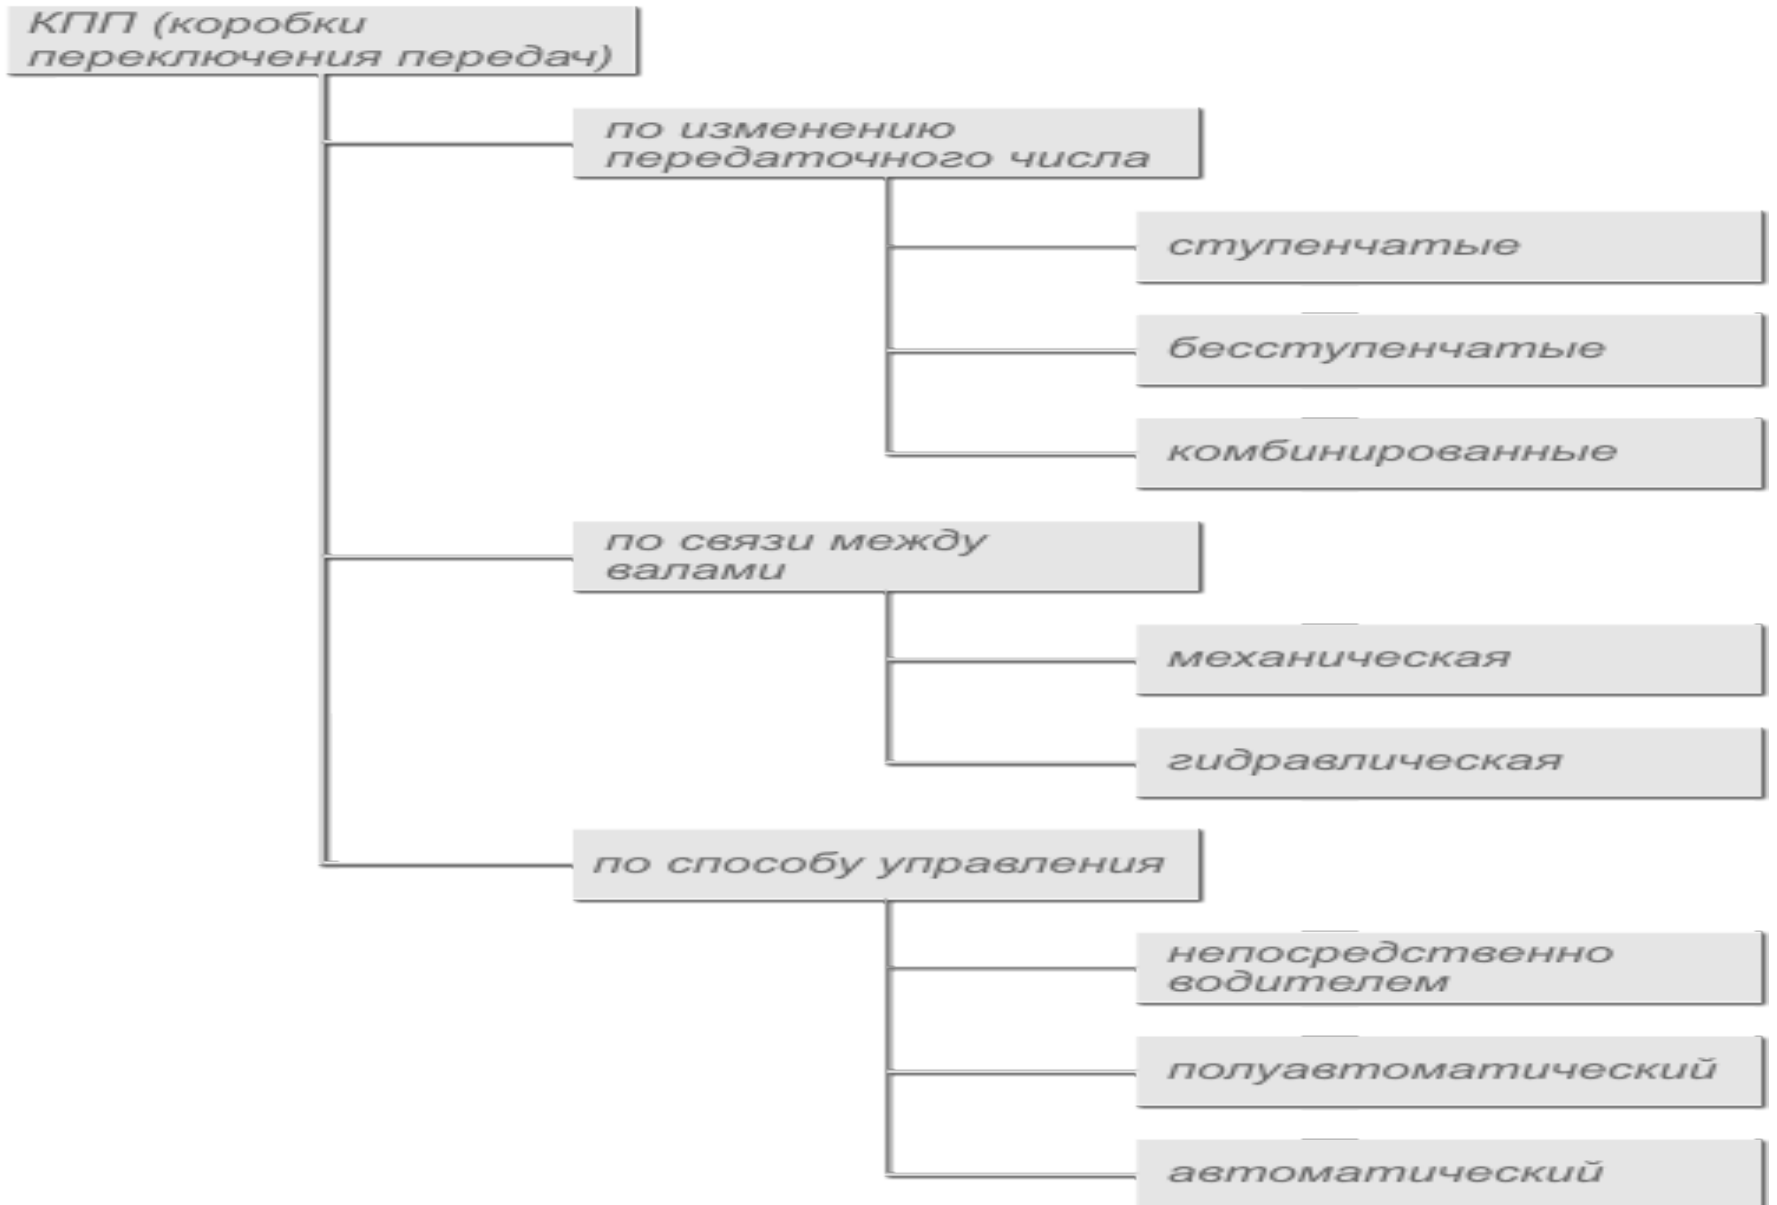 КПП (коробки
переключения передач)
по изменению
передаточного числа
ступенчатые
бесступенчатые
комбинированные
по связи между
валами
механическая
гидравлическая
по способу управления
непосредственно
водителем
полуавтоматический
автоматический